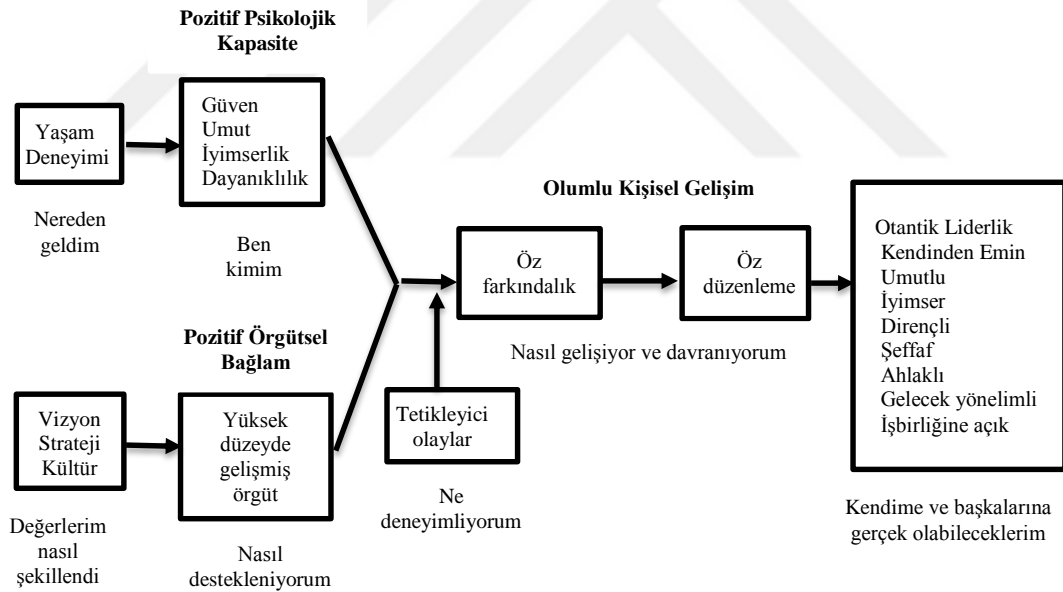 Pozitif Psikolojik
Kapasite
Yaşam
Deneyimi
Güven
Umut
İyimserlik
Dayanıklılık
Nereden
geldim
Ben
kimim
Olumlu Kişisel Gelişim
Öz
farkındalık
Öz
düzenleme
Otantik Liderlik
Kendinden Emin
Umutlu
İyimser
Dirençli
Şeffaf
Ahlaklı
Gelecek yönelimli
İşbirliğine açık
Nasıl gelişiyor ve davranıyorum
Pozitif Örgütsel
Bağlam
Vizyon
Strateji
Kültür
Yüksek
düzeyde
gelişmiş
örgüt
Tetikleyici
olaylar
Değerlerim
nasıl
şekillendi
Nasıl
destekleniyorum
Ne
deneyimliyorum
Kendime ve başkalarına
gerçek olabileceklerim